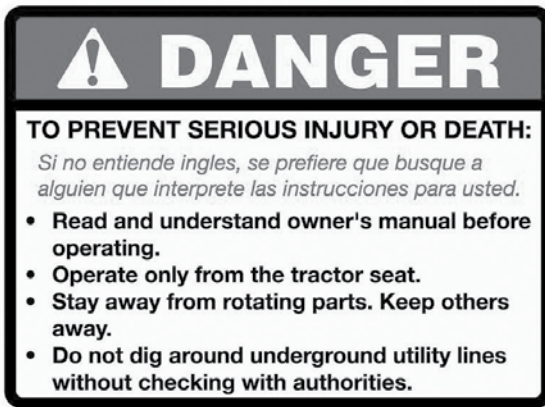 DANGER
TO PREVENT SERIOUS INJURY OR DEATH:
Si no entiende ingles, se prefiere que busque a
alguien que interprete las instrucciones para usted.
• Read and understand owner's manual before
operating.
• Operate only from the tractor seat.
• Stay away from rotating parts. Keep others
away.
• Do not dig around underground utility lines
without checking with authorities.